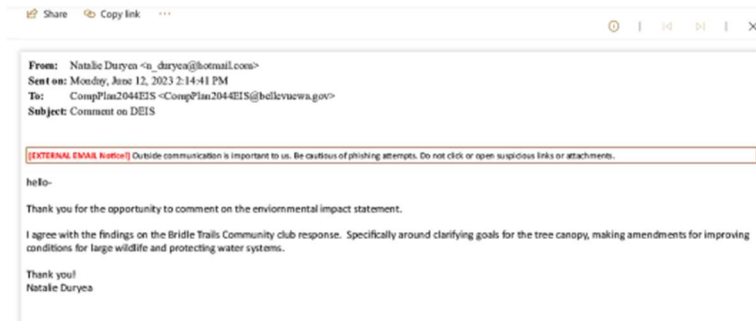 Share Copy link ...
From: Natalie Duryea <n_duryea@hotmail.com>
Sent on: Monday, June 12, 2023 2:14:41 PM
To: CompPlan2044EIS <CompPlan2044EIS@bellevuewa.gov>
Subject: Comment on DEIS
[EXTERNAL EMAIL Notice!] Outside communication is important to us. Be cautious of phishing attempts. Do not click or open suspicious links or attachments.
hello-
Thank you for the opportunity to comment on the enviornmental impact statement.
I agree with the findings on the Bridle Trails Community club response. Specifically around clarifying goals for the tree canopy, making amendments for improving
conditions for large wildlife and protecting water systems.
Thank you!
Natalie Duryea